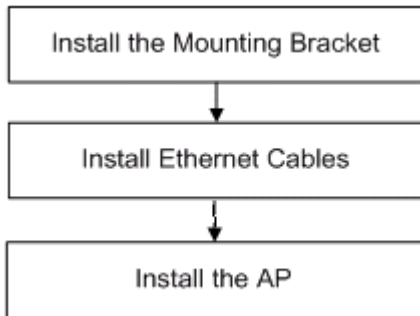 Install the Mounting Bracket
Install Ethernet Cables
Install the AP